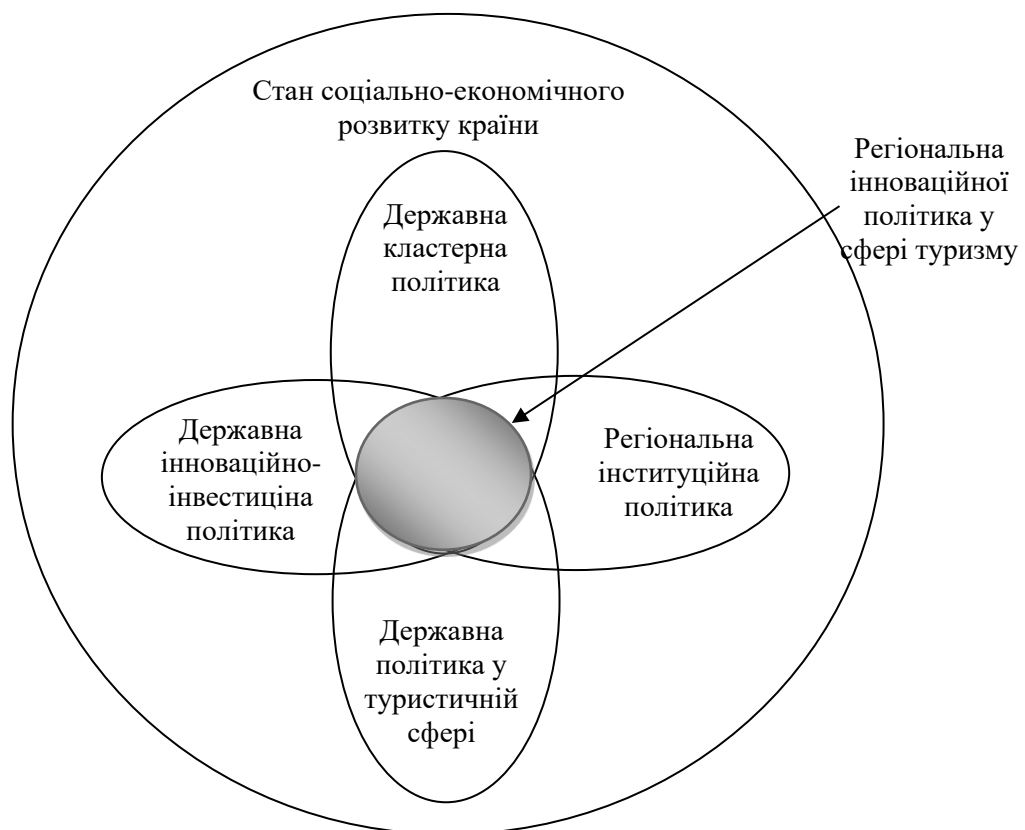 Стан соціально-економічного
розвитку країни
Регіональна
інноваційної
політика у
сфері туризму
Державна
кластерна
політика
Державна
інноваційно-
інвестиціна
політика
Регіональна
інституційна
політика
Державна
політика у
туристичній
сфері